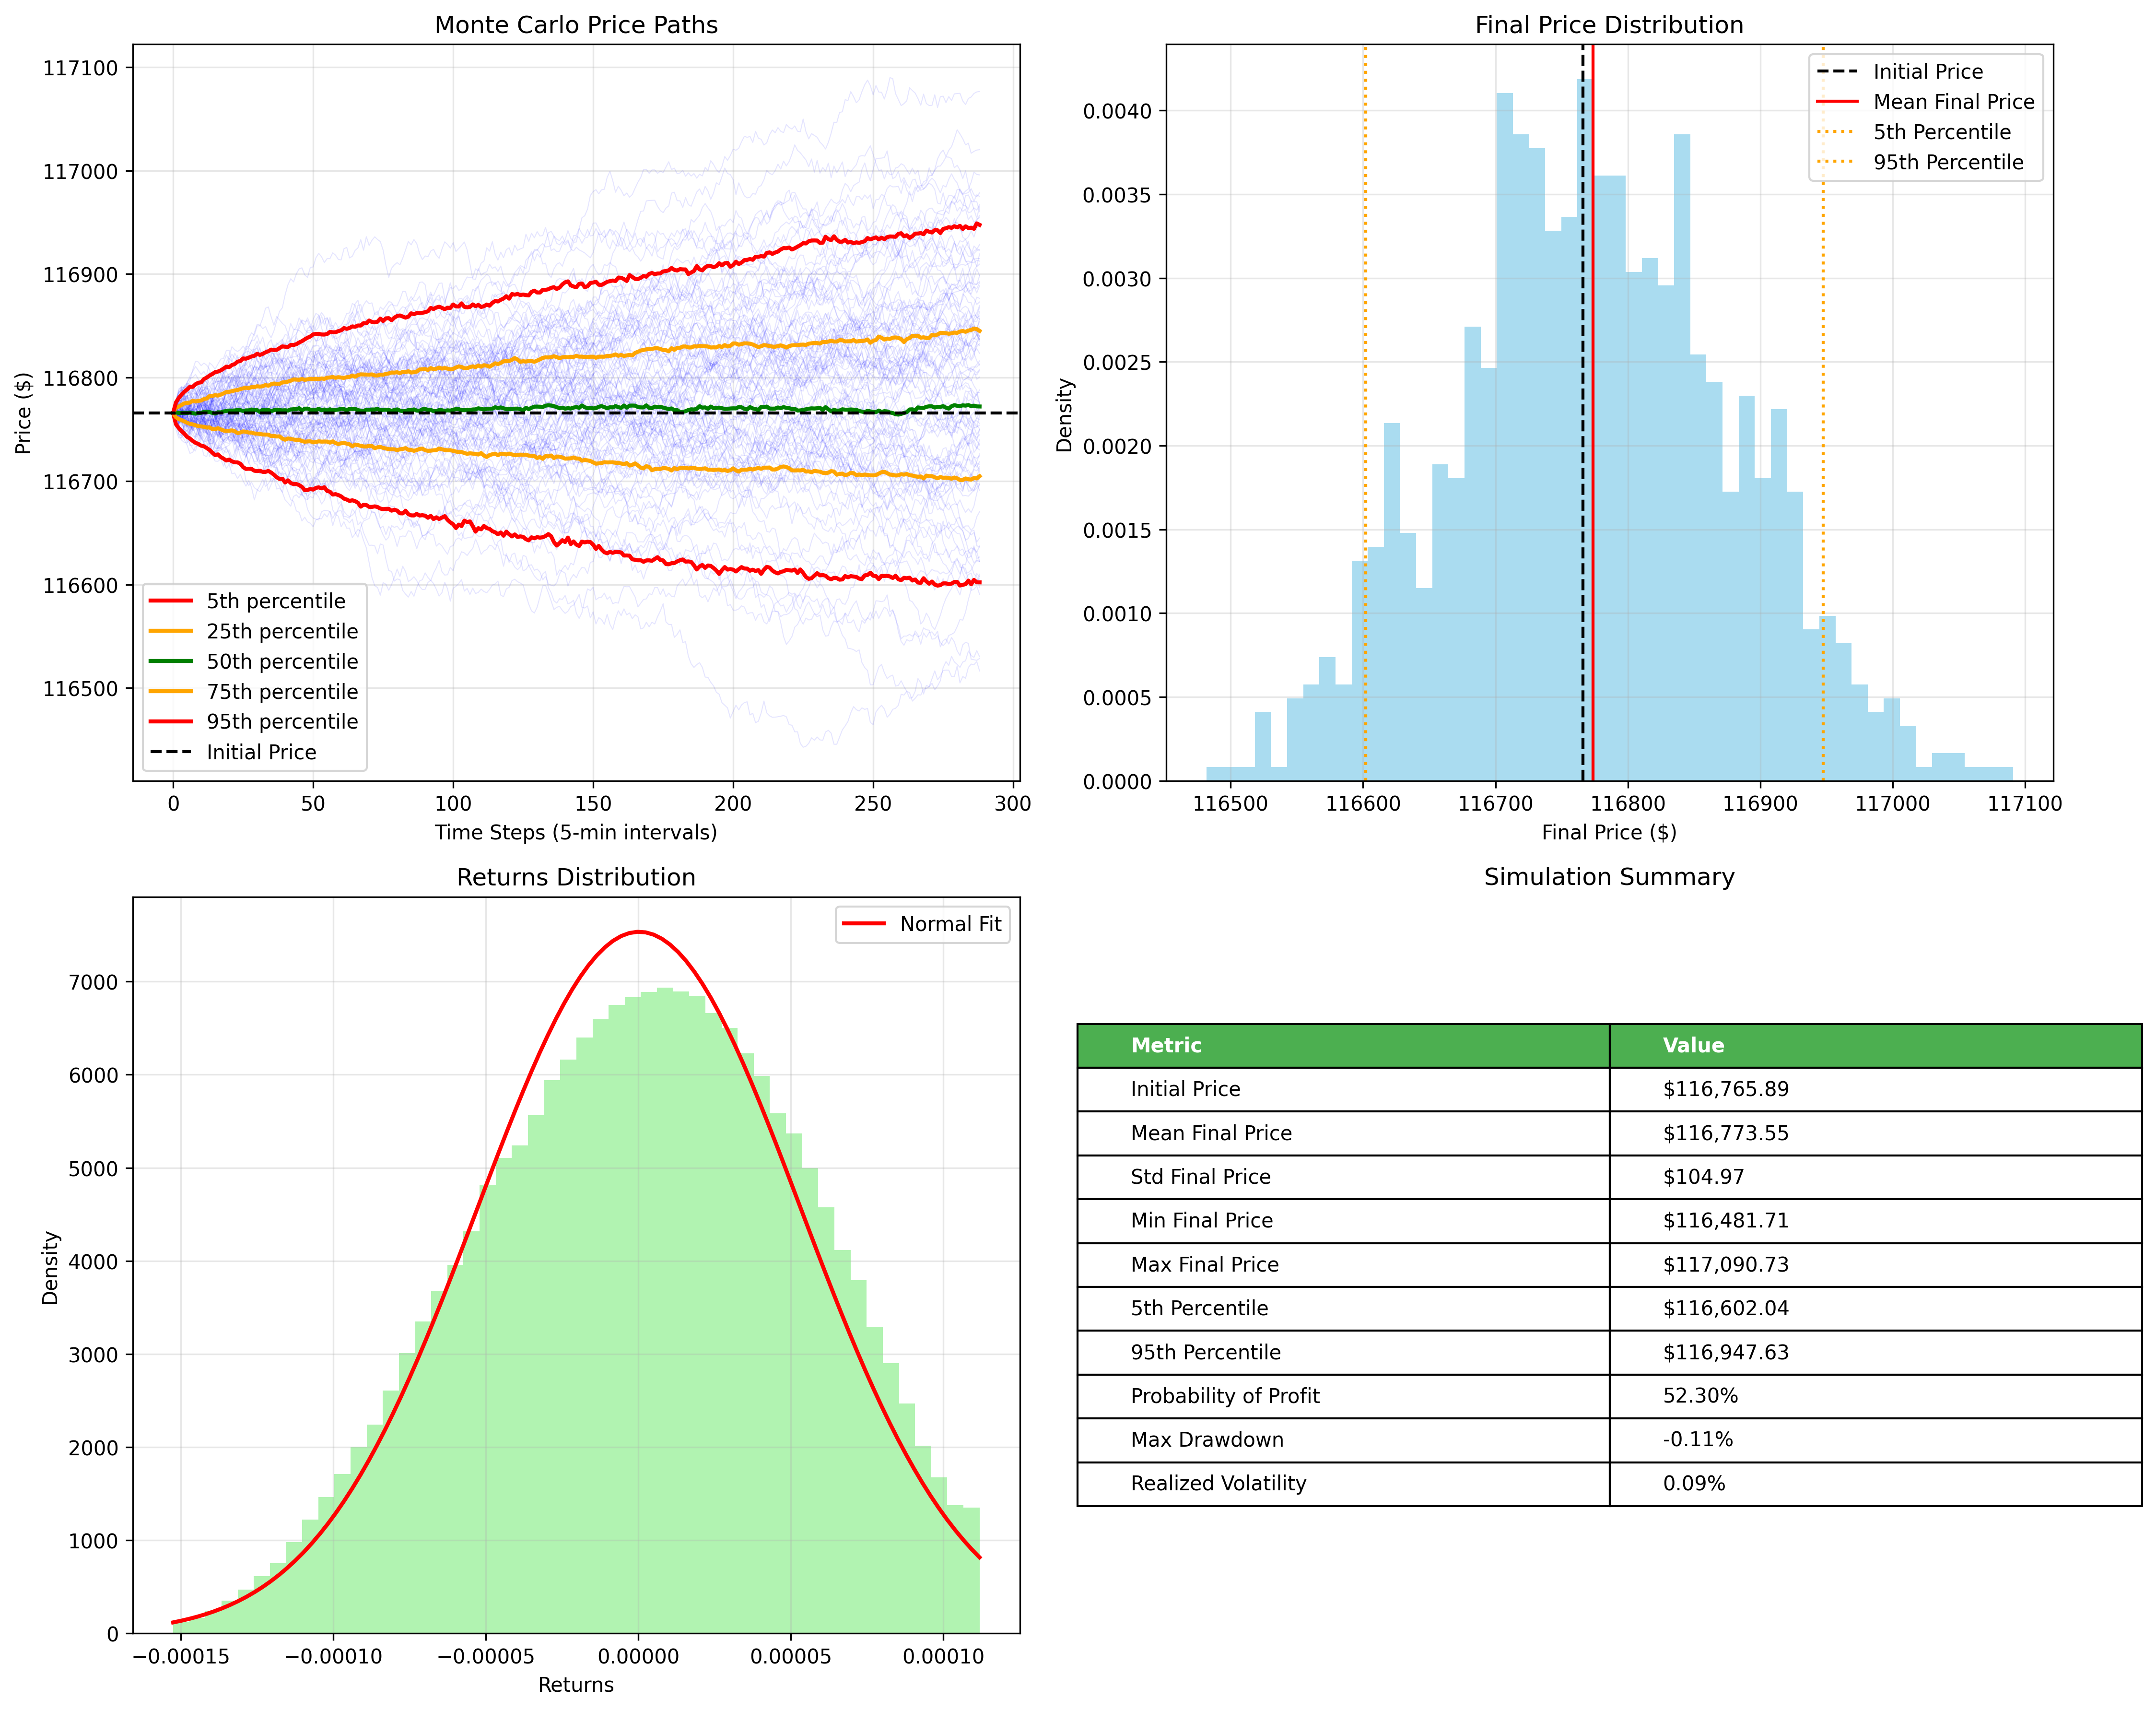 Monte Carlo Price Paths
117100
117000
116900
116800
116700
116600
116500
Price ($)
5th percentile
25th percentile
50th percentile
75th percentile
95th percentile
Initial Price
0 50 100 150 200 250 300
Time Steps (5-min intervals)
Final Price Distribution
0.0040
0.0035
0.0030
0.0025
0.0020
0.0015
0.0010
0.0005
0.0000
Density
Initial Price
Mean Final Price
5th Percentile
95th Percentile
116500 116600 116700 116800 116900 117000 117100
Final Price ($)
Returns Distribution
7000
6000
5000
4000
3000
2000
1000
0
Density
Normal Fit
−0.00015 −0.00010 −0.00005 0.00000 0.00005 0.00010
Returns
Simulation Summary
Metric Value
Initial Price $116,765.89
Mean Final Price $116,773.55
Std Final Price $104.97
Min Final Price $116,481.71
Max Final Price $117,090.73
5th Percentile $116,602.04
95th Percentile $116,947.63
Probability of Profit 52.30%
Max Drawdown -0.11%
Realized Volatility 0.09%